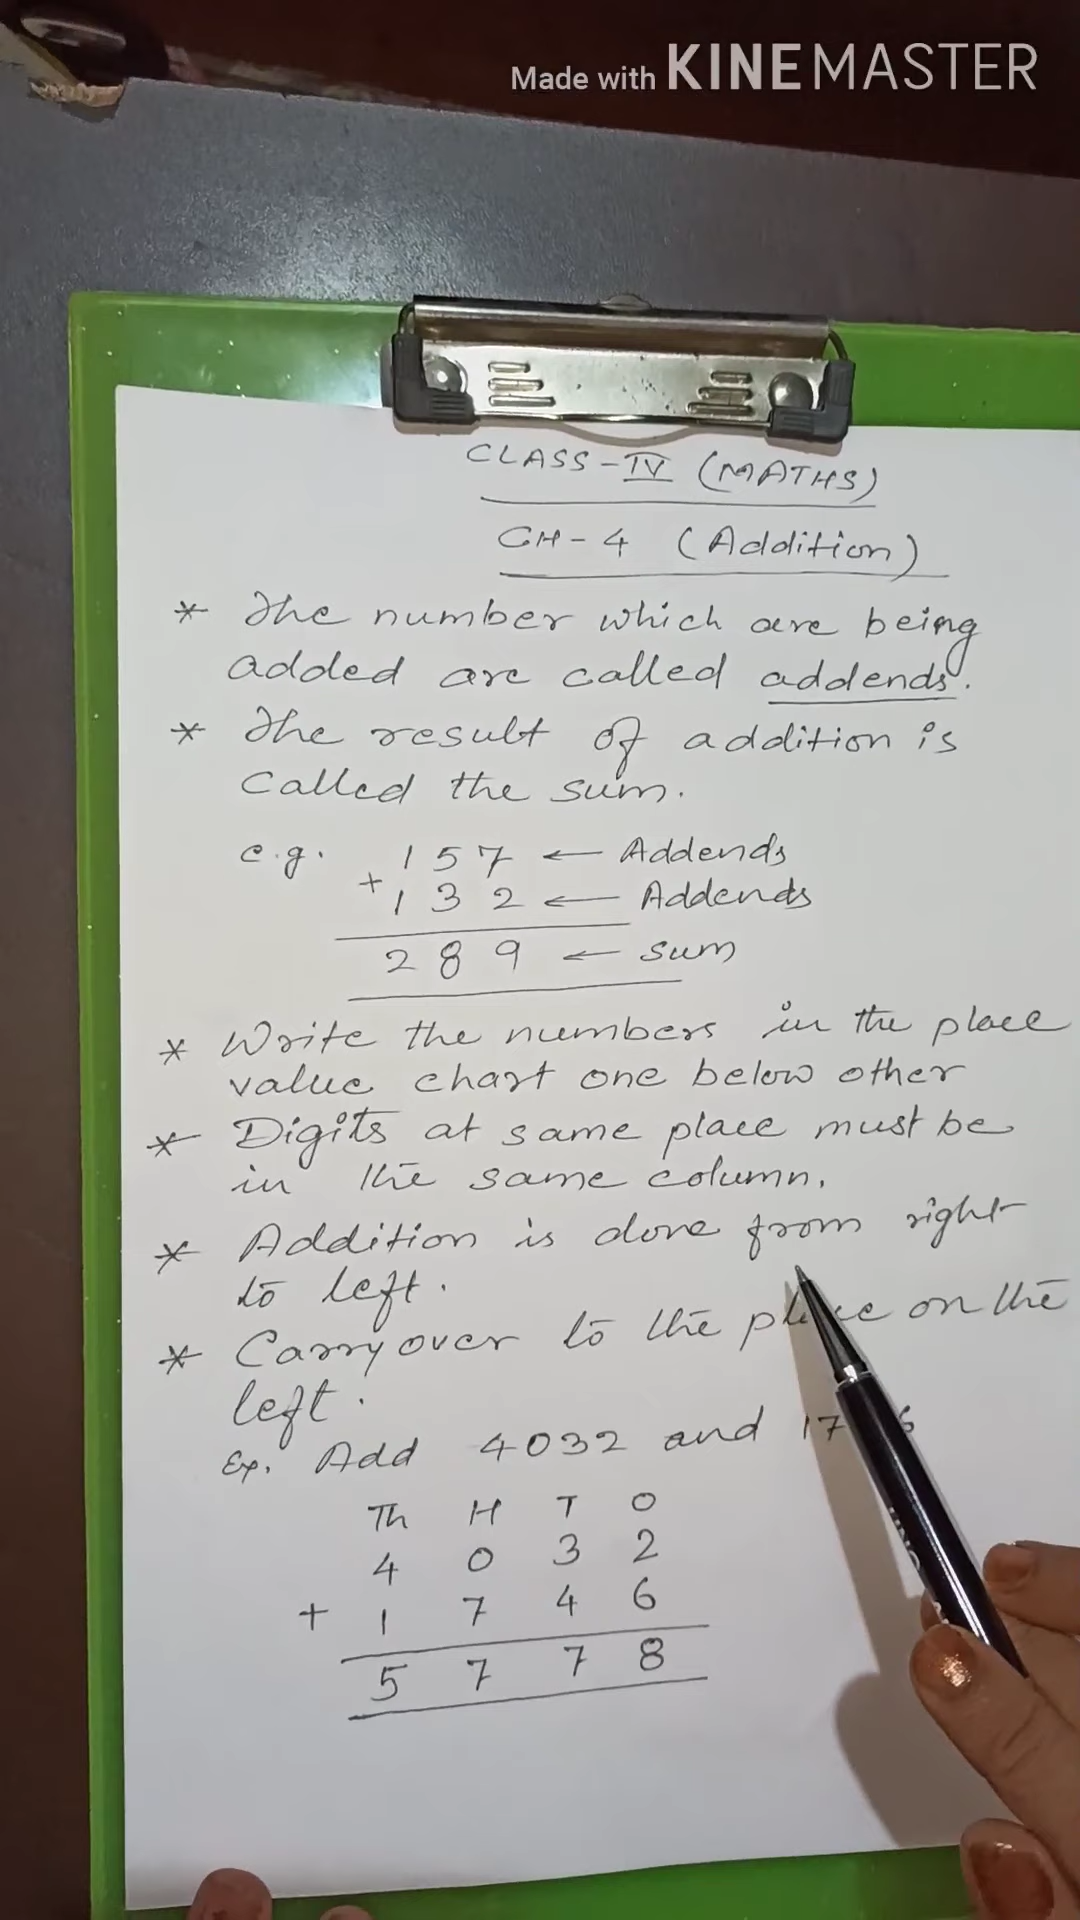 Made with KINEMASTER
CLASS-IV (MATHS)
CH-4 (Addition)
* The number which are being
added are called addends.
* The result of addition is
called the sum.
e.g. 157 ← Addends
+ 132 ← Addends
289 ← sum
* Write the numbers in the place
value chart one below other
* Digits at same place must be
in the same column.
* Addition is done from right
to left.
* Carryover to the place on the
left.
Ex. Add 4032 and
Th H T O
4 0 3 2
+ 1 7 4 6
5 7 7 8